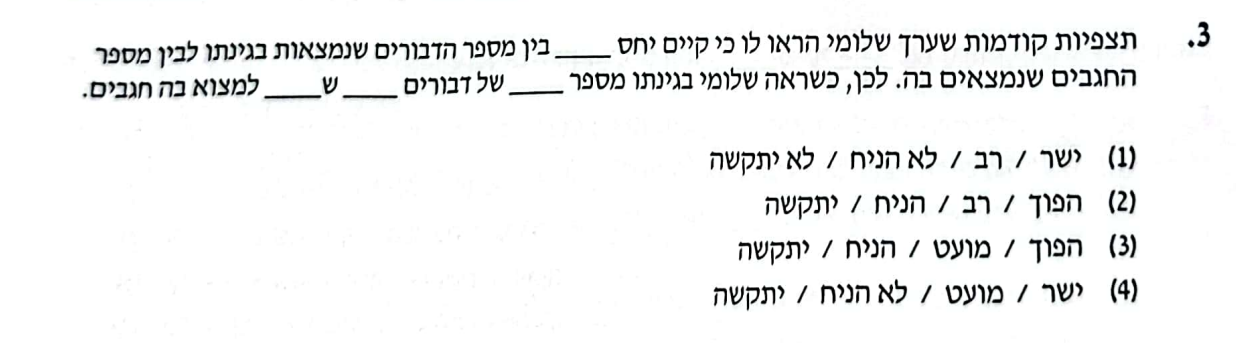 3. תצפיות קודמות שערך שלומי הראו לו כי קיים יחס ____ בין מספר הדבורים שנמצאות בגינתו לבין מספר
החגבים שנמצאים בה. לכן, כשראה שלומי בגינתו מספר ____ של דבורים ____ ש____ למצוא בה חגבים.
(1) ישר / רב / לא הניח / לא יתקשה
(2) הפוך / רב / הניח / יתקשה
(3) הפוך / מועט / הניח / יתקשה
(4) ישר / מועט / לא הניח / יתקשה